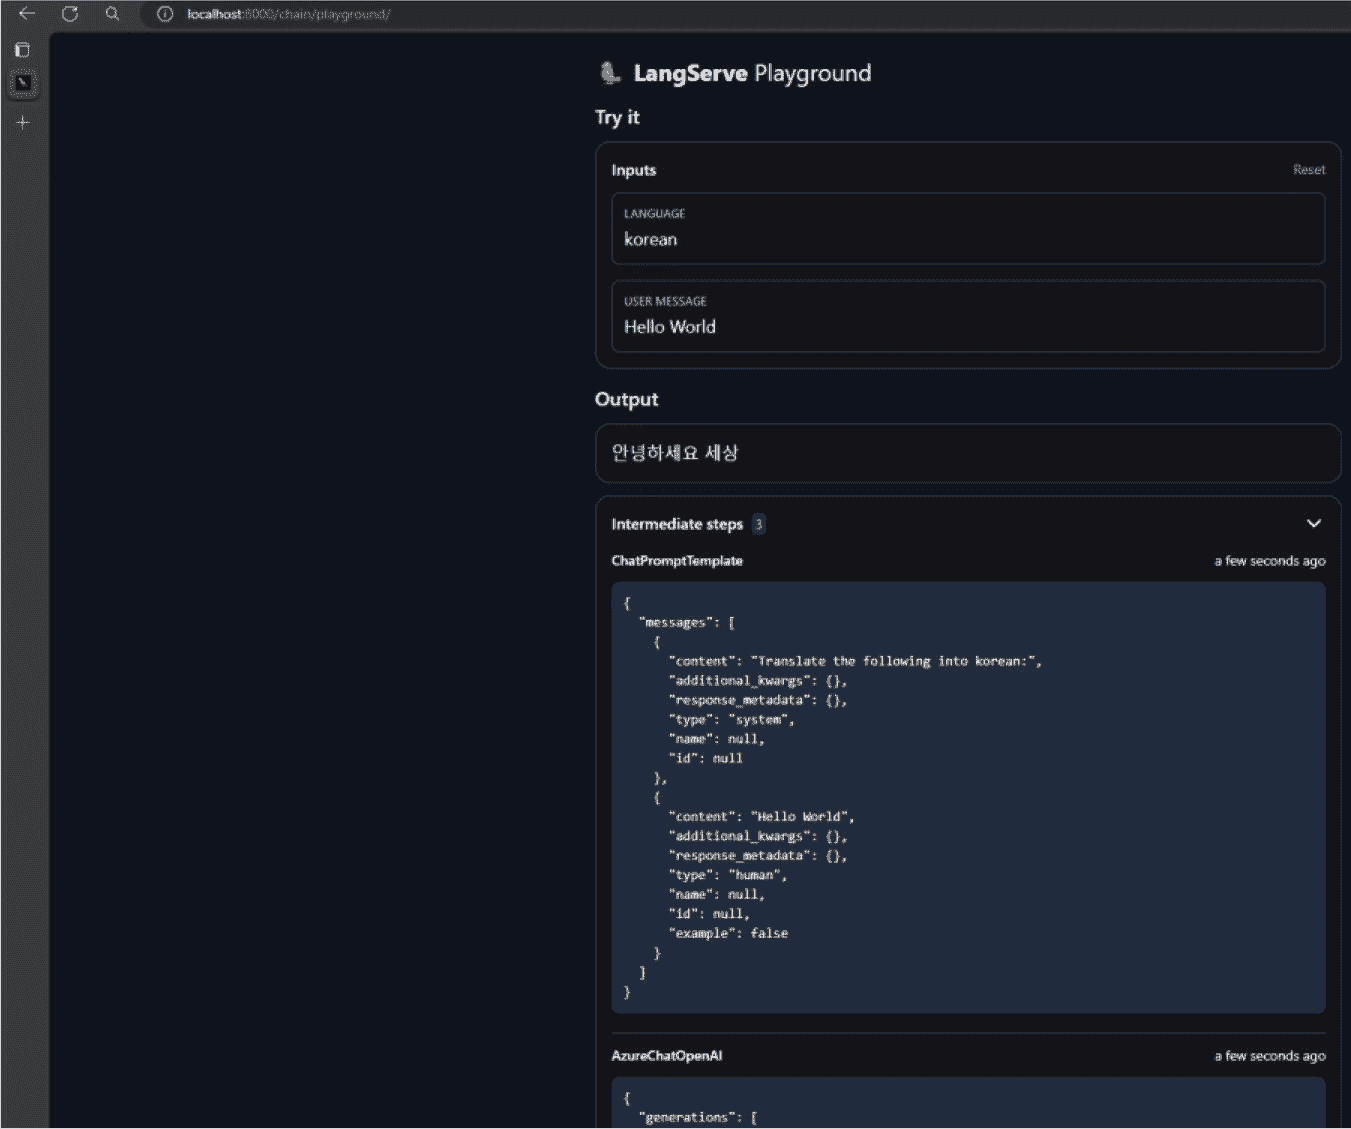 localhost:8000/chain/playground/
LangServe Playground
Try it
Inputs
Reset
LANGUAGE
korean
USER MESSAGE
Hello World
Output
안녕하세요 세상
Intermediate steps 3
ChatPromptTemplate
a few seconds ago
{
"messages": [
{
"content": "Translate the following into korean:",
"additional_kwargs": {},
"response_metadata": {},
"type": "system",
"name": null,
"id": null
},
{
"content": "Hello World",
"additional_kwargs": {},
"response_metadata": {},
"type": "human",
"name": null,
"id": null,
"example": false
}
]
}
AzureChatOpenAI
a few seconds ago
{
"generations": [